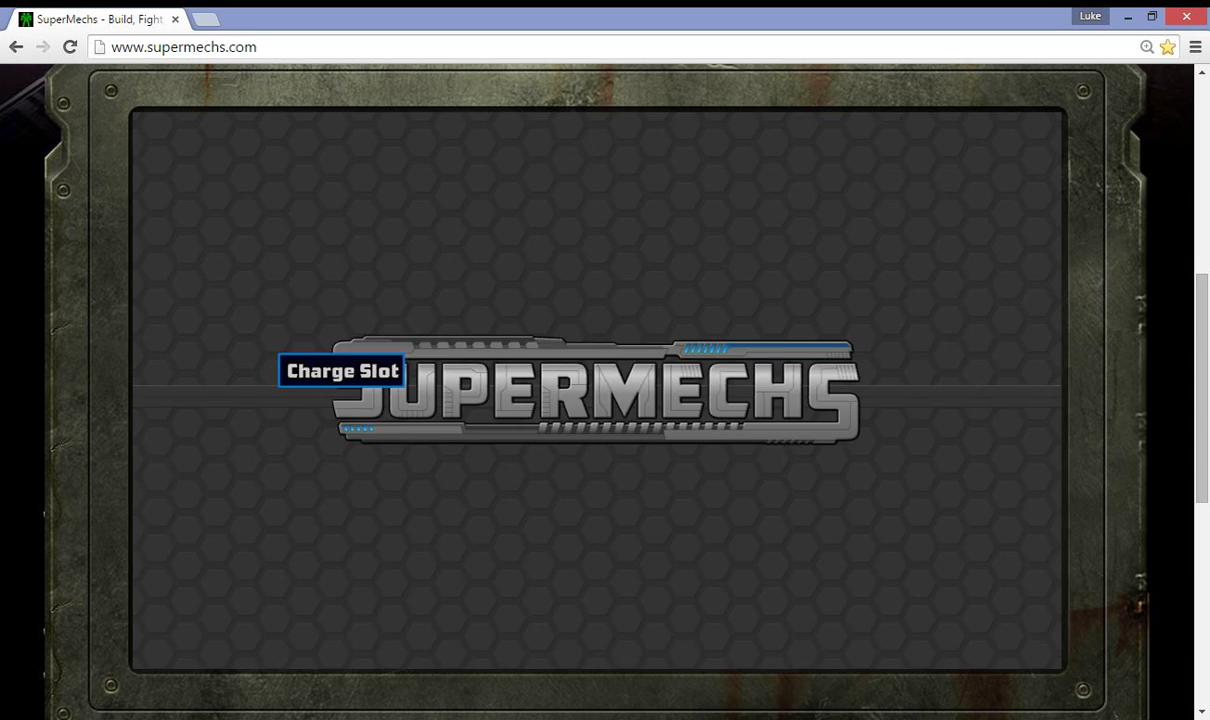 SuperMechs - Build, Fight
Luke
www.supermechs.com
Charge Slot
SUPERMECHS